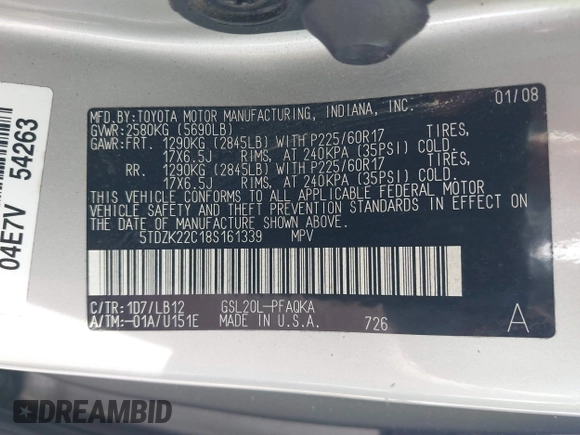 MFD.BY:TOYOTA MOTOR MANUFACTURING, INDIANA, INC. 01/08
GVWR:2580KG (5690LB)
GAWR:FRT. 1290KG (2845LB) WITH P225/60R17 TIRES,
17X6.5J RIMS, AT 240KPA (35PSI) COLD.
RR. 1290KG (2845LB) WITH P225/60R17 TIRES,
17X6.5J RIMS, AT 240KPA (35PSI) COLD.
THIS VEHICLE CONFORMS TO ALL APPLICABLE FEDERAL MOTOR
VEHICLE SAFETY AND THEFT PREVENTION STANDARDS IN EFFECT ON
THE DATE OF MANUFACTURE SHOWN ABOVE.
5TDZK22C18S161339 MPV
C/TR:1D7/LB12 GSL20L-PFAQKA
A/TM:-01A/U151E MADE IN U.S.A. 726 A
04E7V 54263
DREAMBID